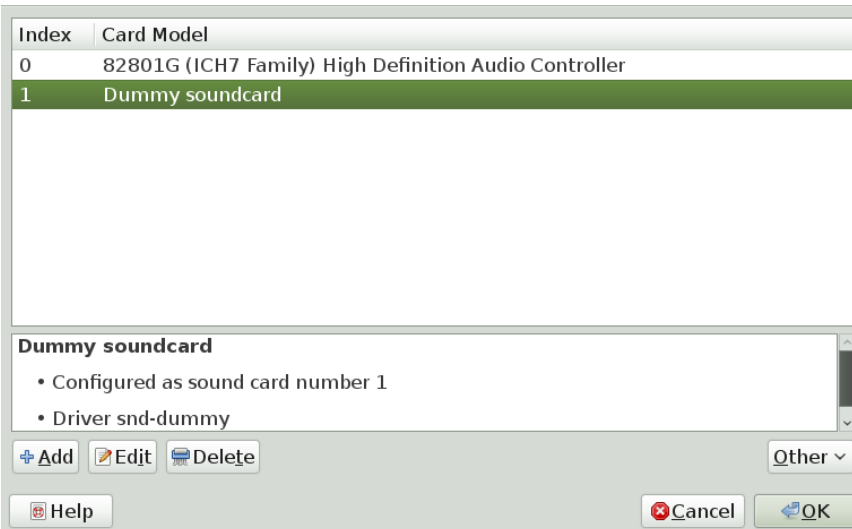 Index Card Model
0 82801G (ICH7 Family) High Definition Audio Controller
1 Dummy soundcard
Dummy soundcard
• Configured as sound card number 1
• Driver snd-dummy
Add Edit Delete Other
Help Cancel OK